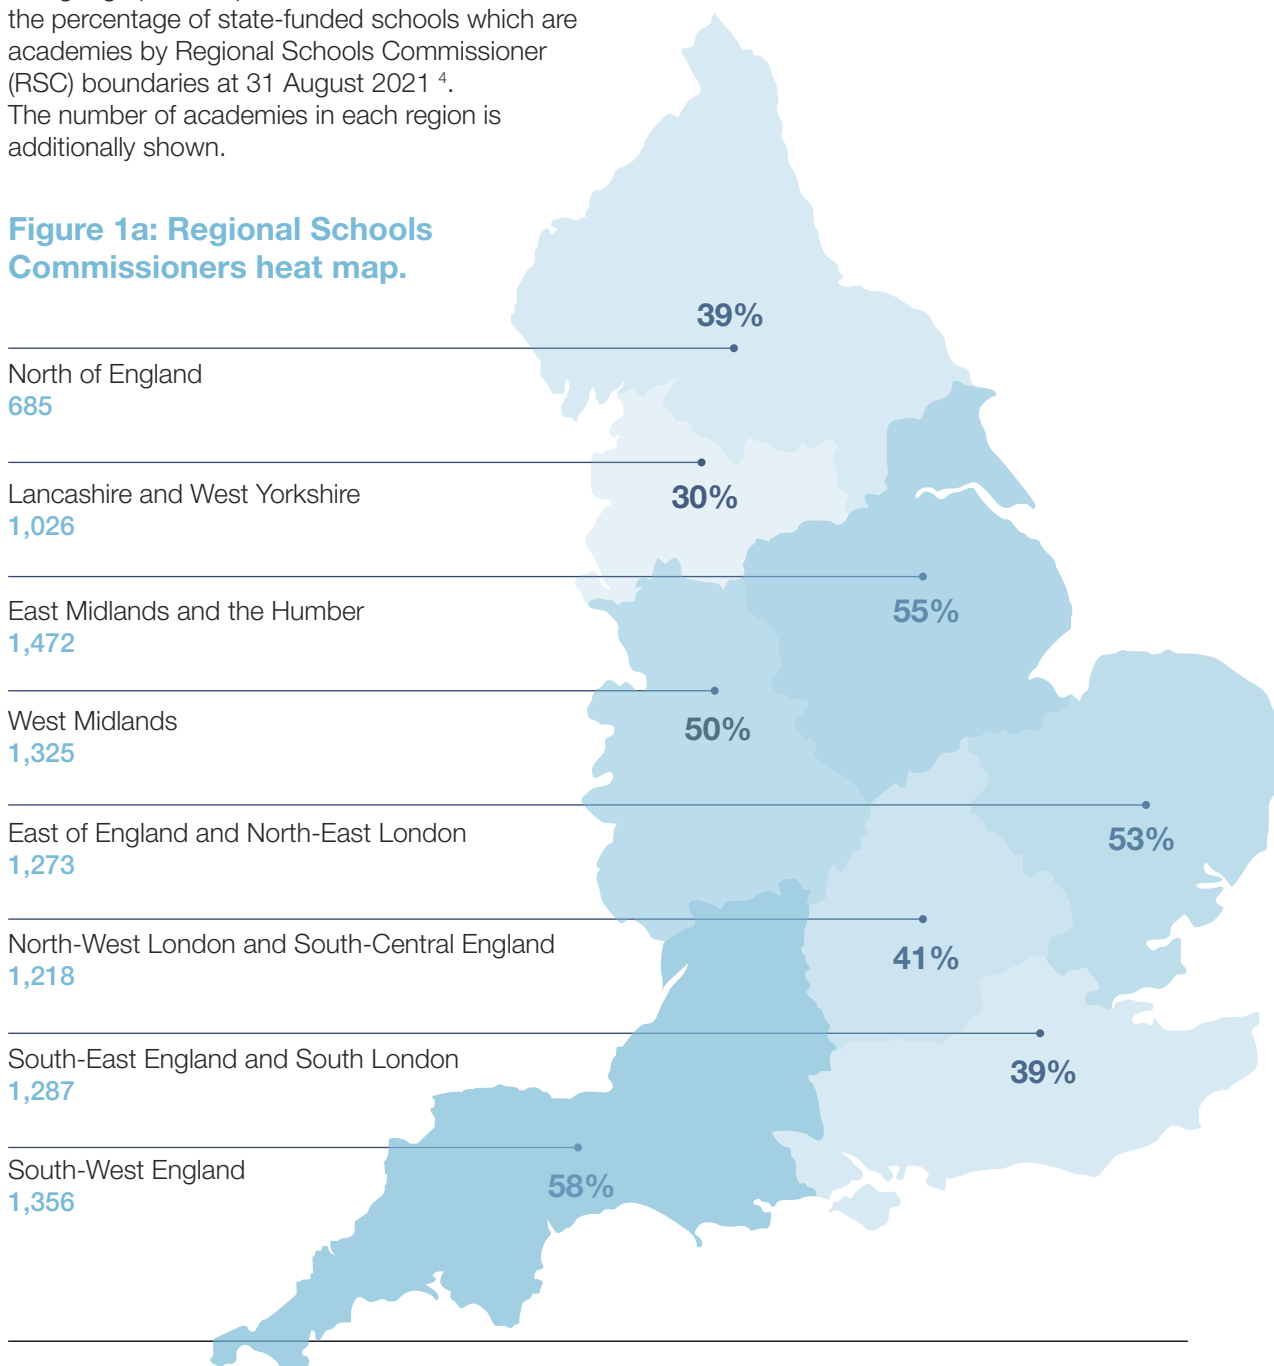 the percentage of state-funded schools which are
academies by Regional Schools Commissioner
(RSC) boundaries at 31 August 2021 4.
The number of academies in each region is
additionally shown.
Figure 1a: Regional Schools
Commissioners heat map.
39%
North of England
685
Lancashire and West Yorkshire
30%
1,026
East Midlands and the Humber
55%
1,472
West Midlands
50%
1,325
East of England and North-East London
53%
1,273
North-West London and South-Central England
41%
1,218
South-East England and South London
39%
1,287
South-West England
58%
1,356